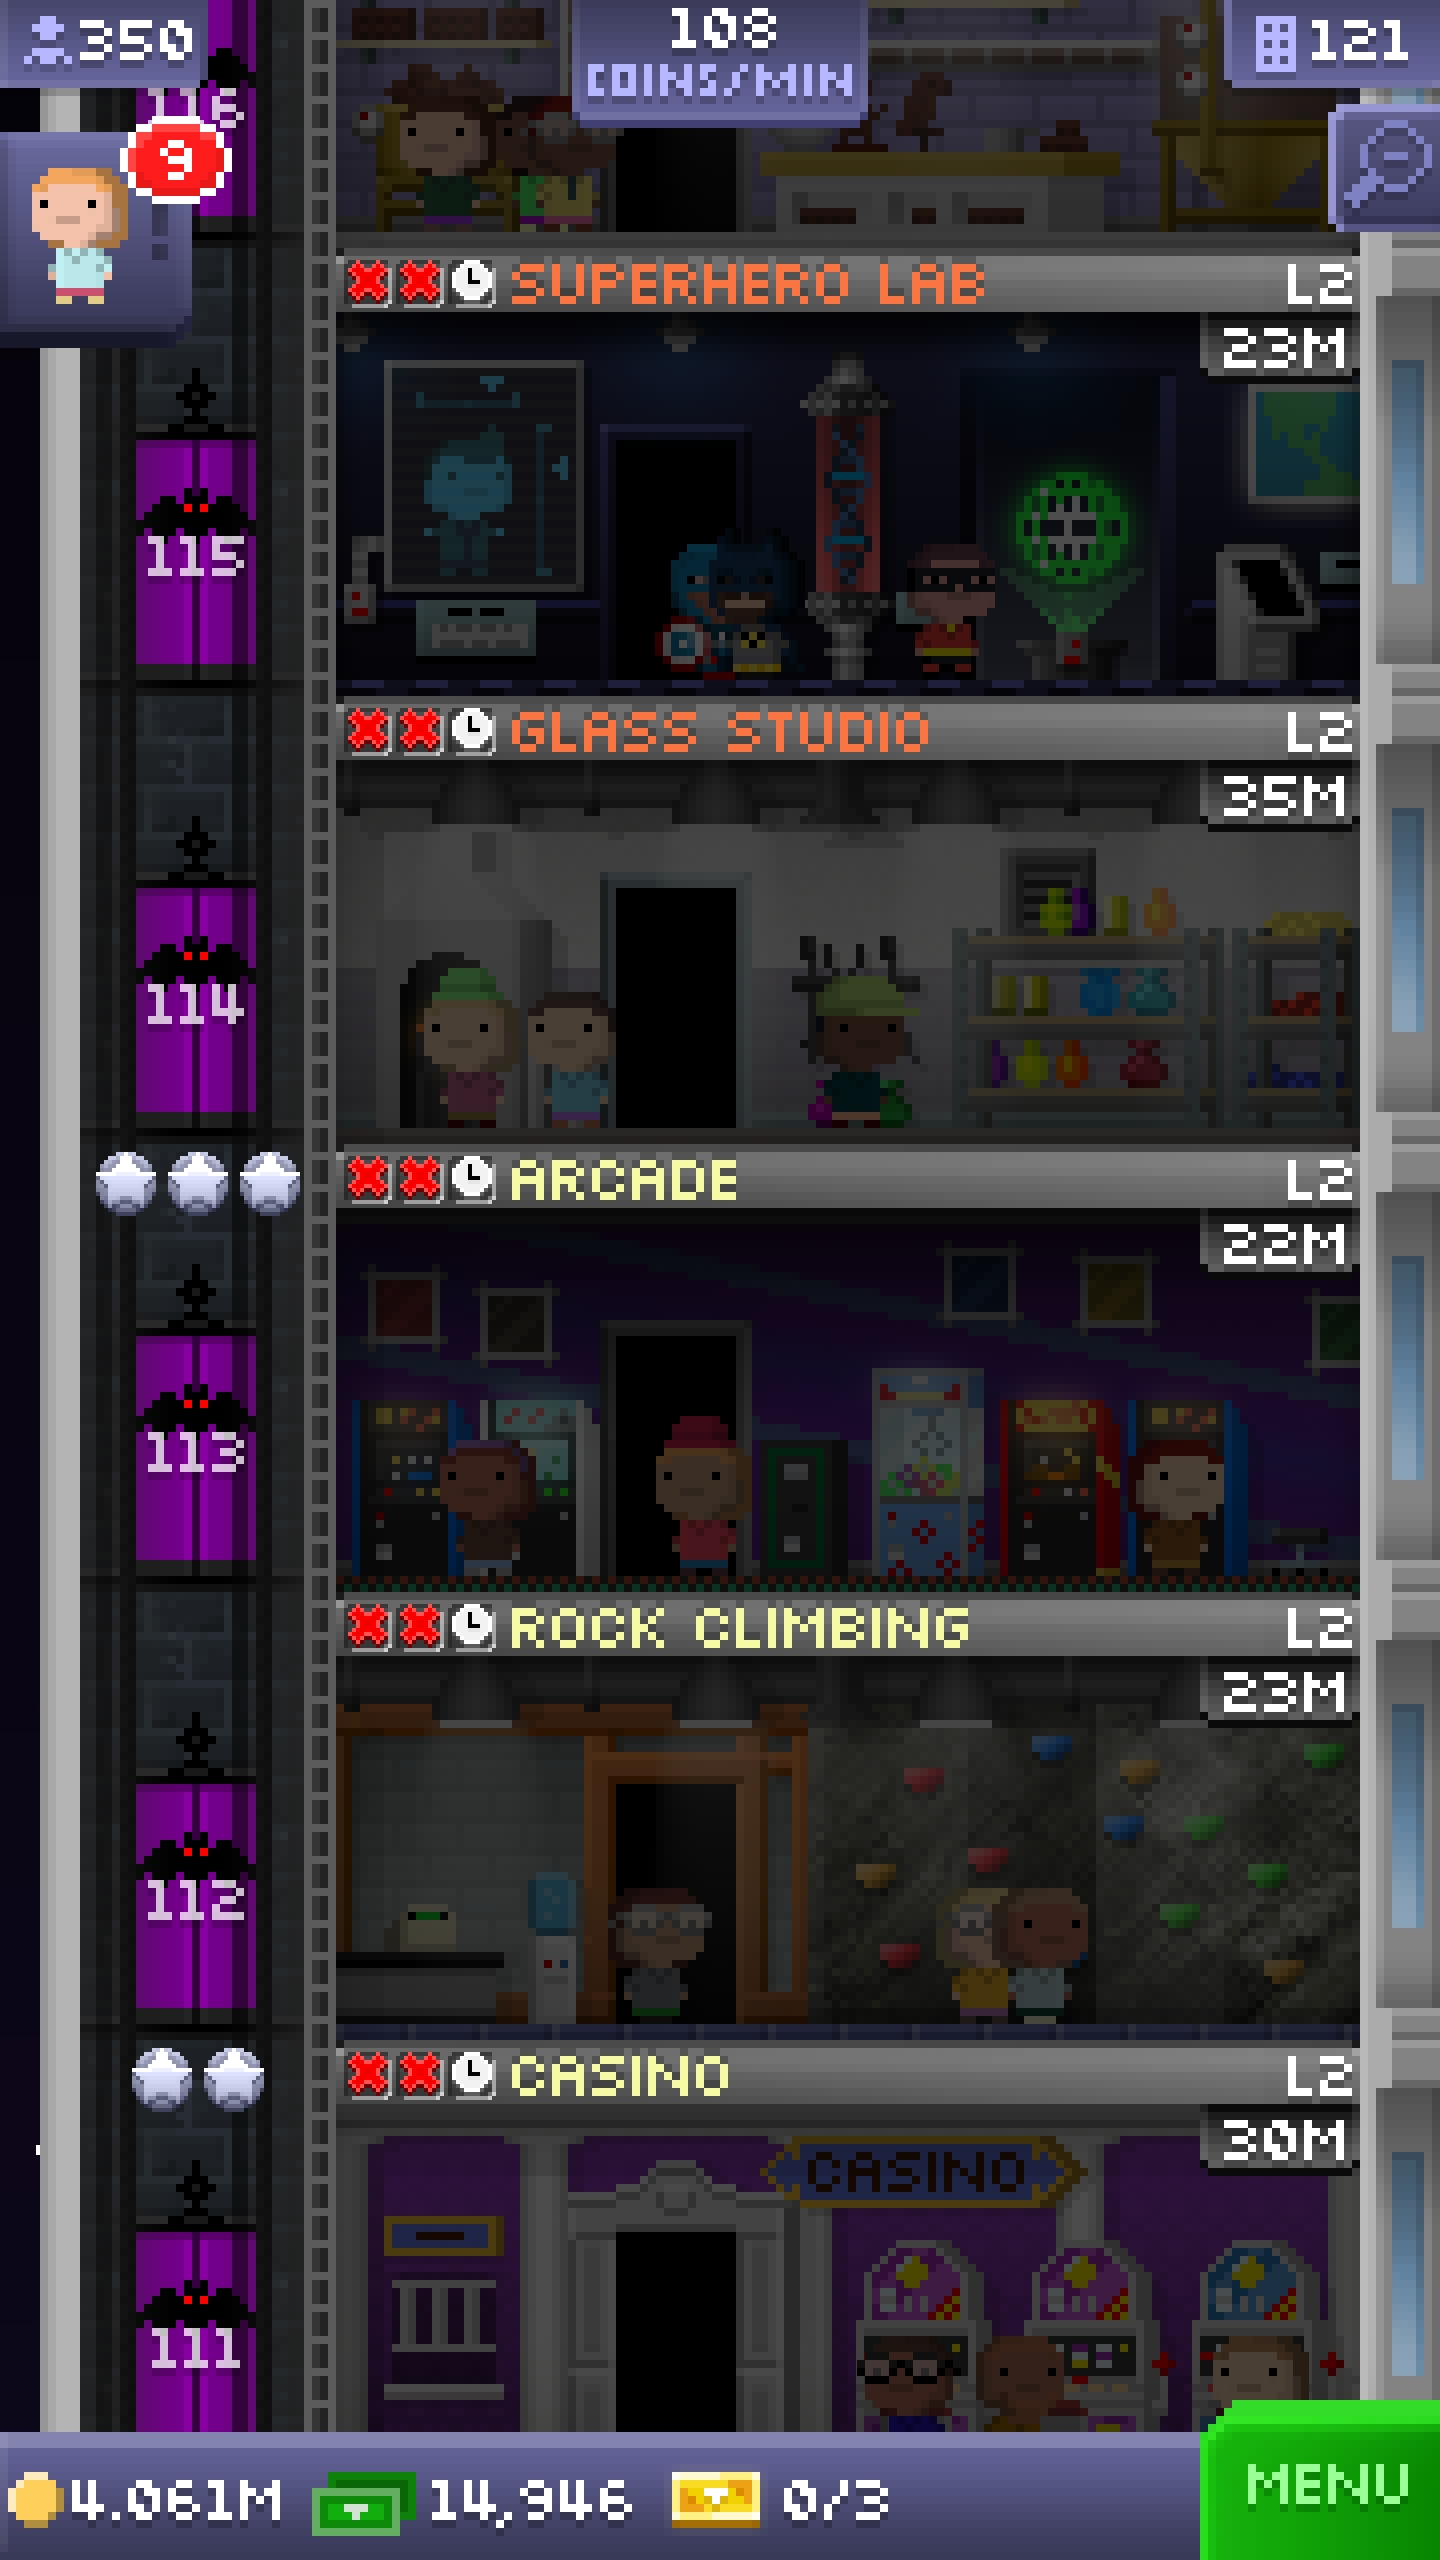 350
108
COINS/MIN
121
116
9
SUPERHERO LAB
L2
23M
115
GLASS STUDIO
L2
35M
114
ARCADE
L2
22M
113
ROCK CLIMBING
L2
23M
112
CASINO
L2
30M
CASINO
111
4.061M
14,946
0/3
MENU